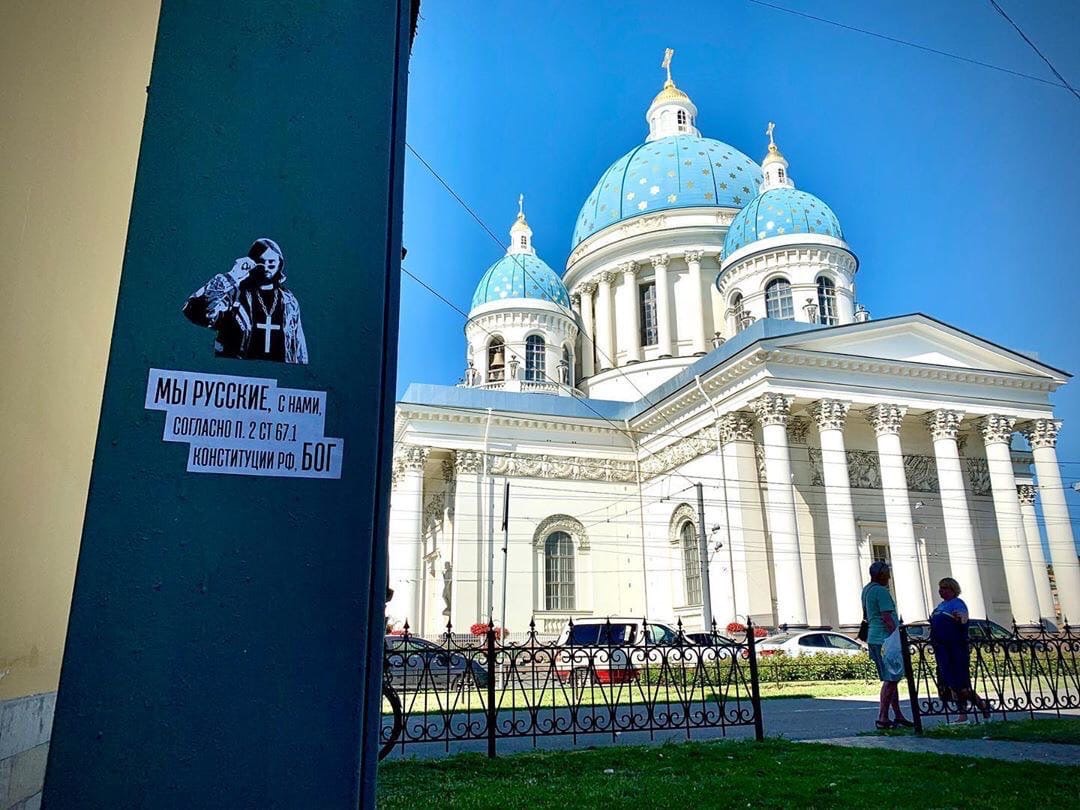 МЫ РУССКИЕ, С НАМИ,
СОГЛАСНО П. 2 СТ 67.1
КОНСТИТУЦИИ РФ, БОГ